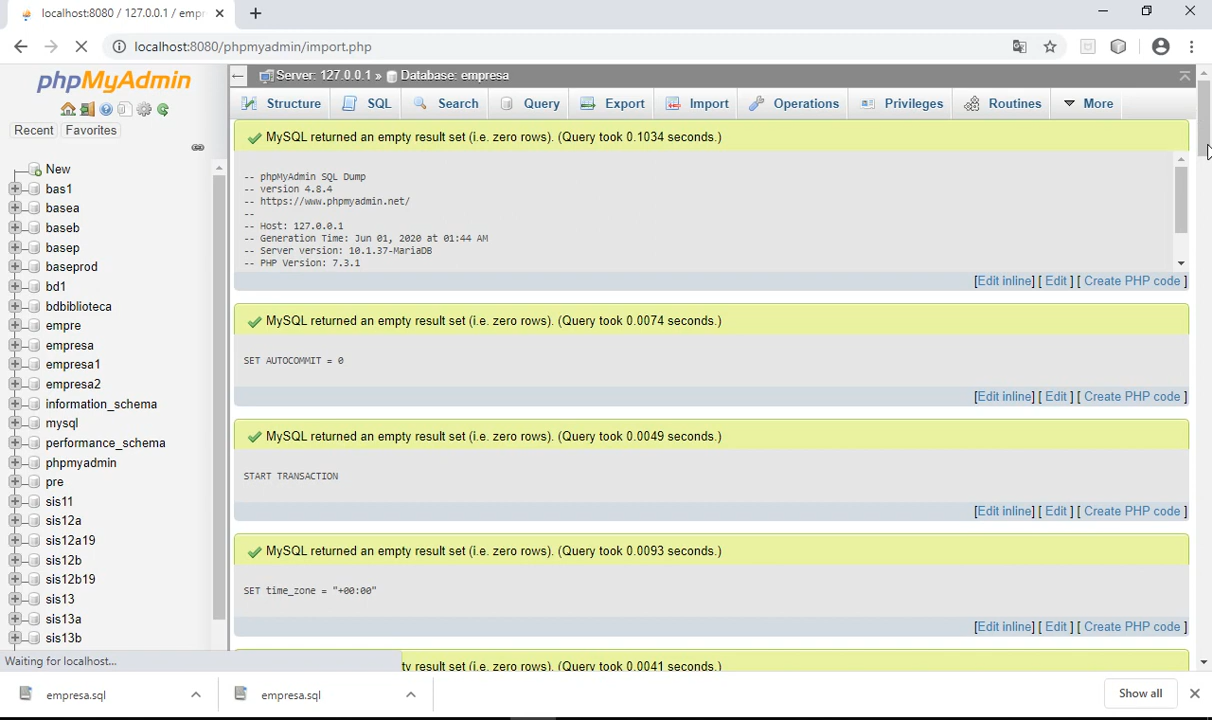 localhost:8080 / 127.0.0.1 / empr
localhost:8080/phpmyadmin/import.php
phpMyAdmin
Recent Favorites
New
bas1
basea
baseb
basep
baseprod
bd1
bdbiblioteca
empre
empresa
empresa1
empresa2
information_schema
mysql
performance_schema
phpmyadmin
pre
sis11
sis12a
sis12a19
sis12b
sis12b19
sis13
sis13a
sis13b
Waiting for localhost...
Server: 127.0.0.1 » Database: empresa
Structure SQL Search Query Export Import Operations Privileges Routines More
MySQL returned an empty result set (i.e. zero rows). (Query took 0.1034 seconds.)
-- phpMyAdmin SQL Dump
-- version 4.8.4
-- https://www.phpmyadmin.net/
--
-- Host: 127.0.0.1
-- Generation Time: Jun 01, 2020 at 01:44 AM
-- Server version: 10.1.37-MariaDB
-- PHP Version: 7.3.1
[Edit inline] [ Edit ] [ Create PHP code ]
MySQL returned an empty result set (i.e. zero rows). (Query took 0.0074 seconds.)
SET AUTOCOMMIT = 0
[Edit inline] [ Edit ] [ Create PHP code ]
MySQL returned an empty result set (i.e. zero rows). (Query took 0.0049 seconds.)
START TRANSACTION
[Edit inline] [ Edit ] [ Create PHP code ]
MySQL returned an empty result set (i.e. zero rows). (Query took 0.0093 seconds.)
SET time_zone = "+00:00"
[Edit inline] [ Edit ] [ Create PHP code ]
ty result set (i.e. zero rows). (Query took 0.0041 seconds.)
empresa.sql
empresa.sql
Show all